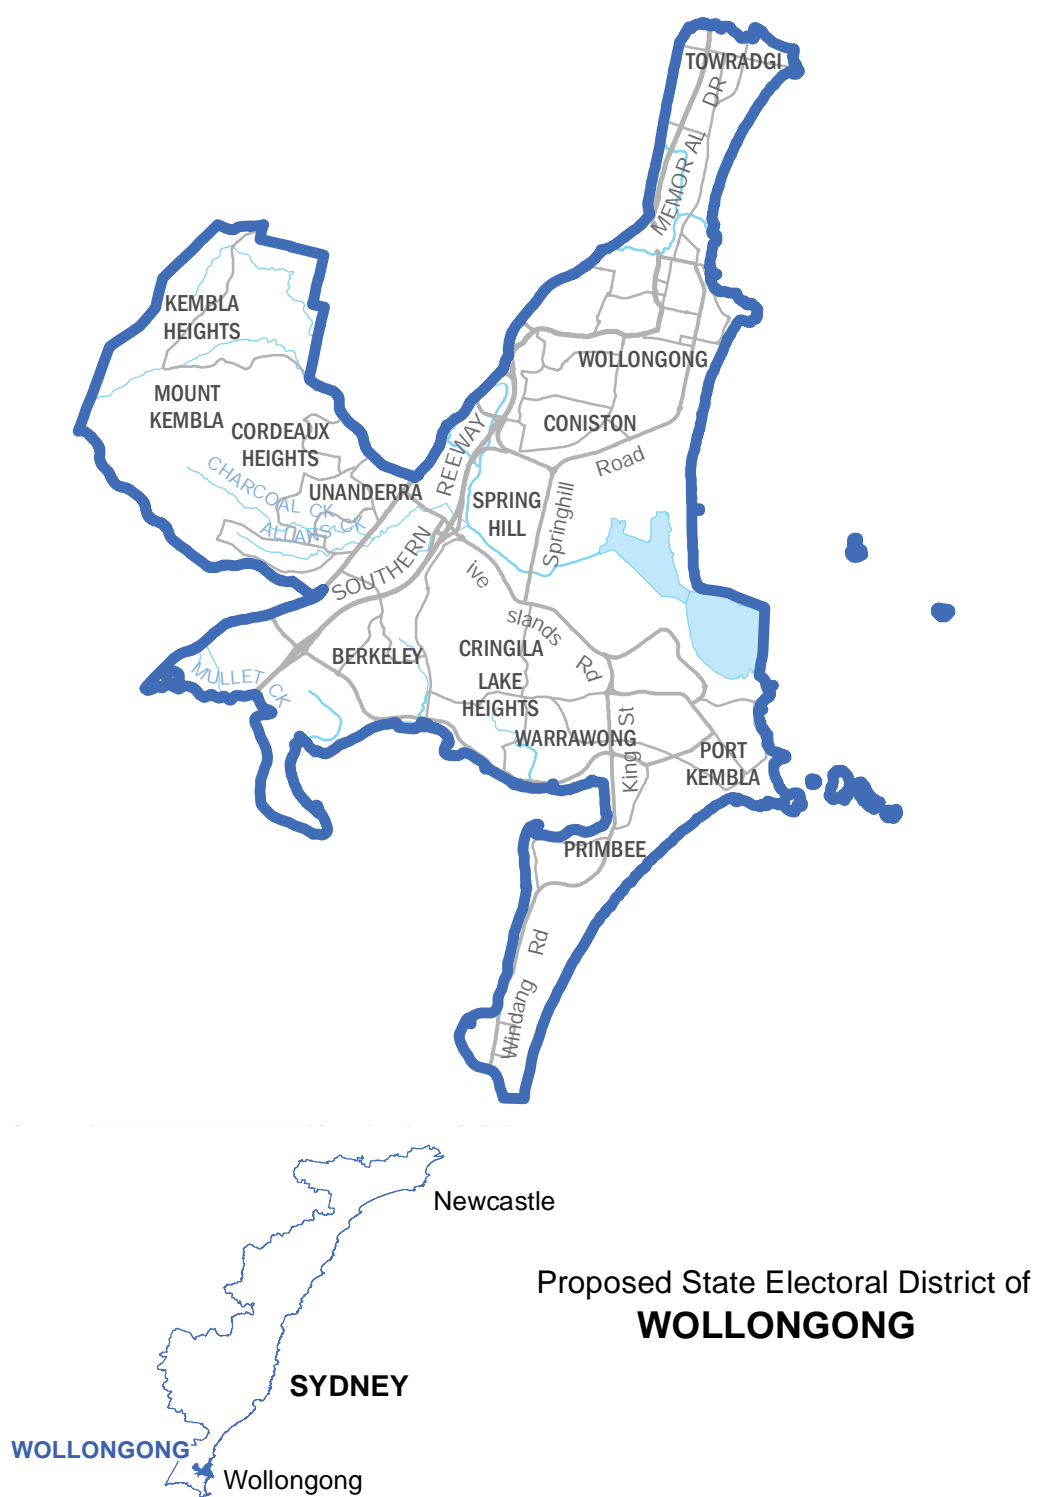 TOWRADGI
MEMOR AL DR
KEMBLA
HEIGHTS
WOLLONGONG
MOUNT
KEMBLA
CORDEAUX
HEIGHTS
CONISTON
REEWAY
Springhill Road
CHARCOAL CK
UNANDERRA
SPRING
HILL
ALLANS CK
SOUTHERN
ive slands Rd
BERKELEY
CRINGILA
MULLET CK
LAKE
HEIGHTS
WARRAWONG
King St
PORT
KEMBLA
PRIMBEE
Windang Rd
Newcastle
Proposed State Electoral District of
WOLLONGONG
SYDNEY
WOLLONGONG
Wollongong